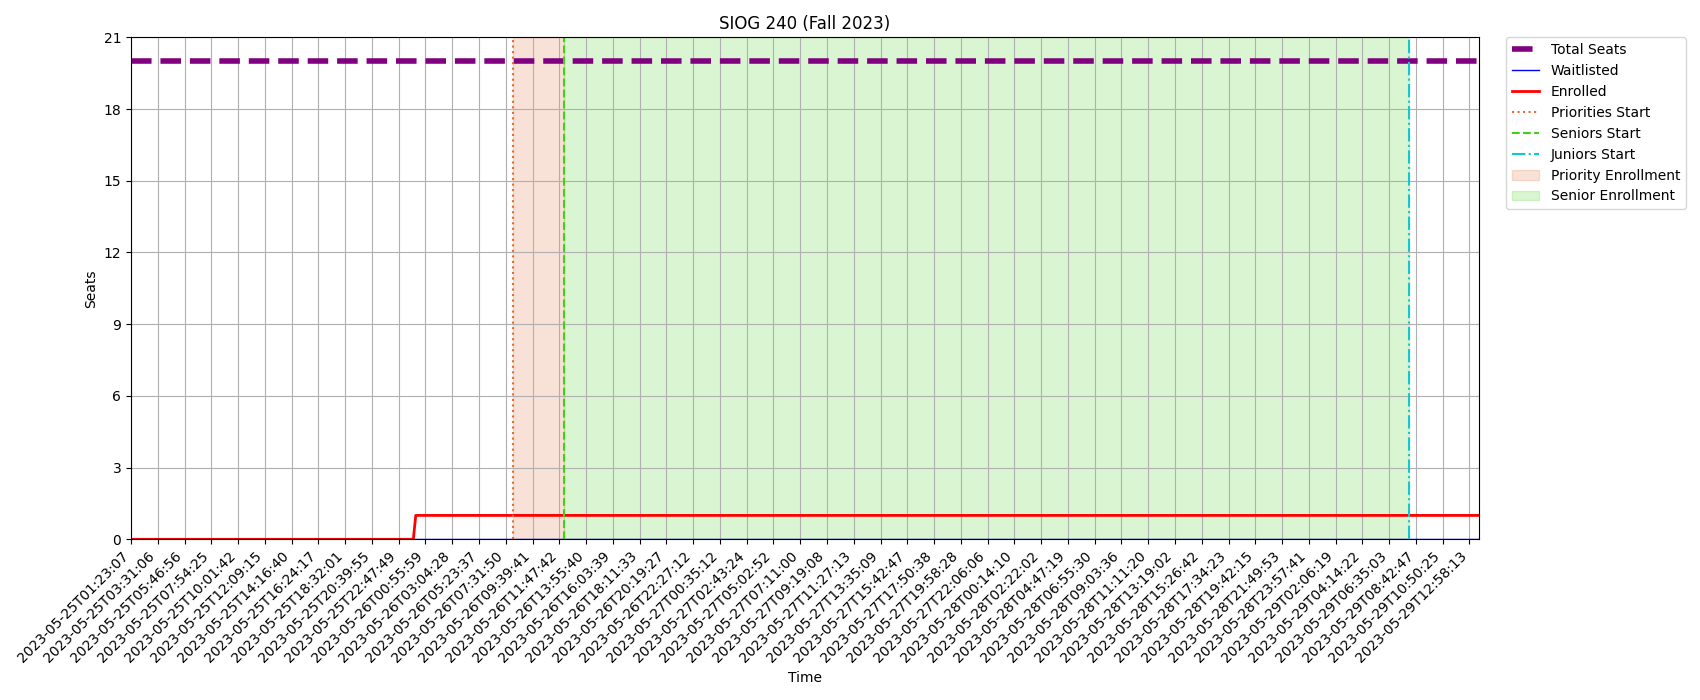 SIOG 240 (Fall 2023)
21
18
15
12
9
6
3
0
Seats
2023-05-25T01:23:07
2023-05-25T03:31:06
2023-05-25T05:46:56
2023-05-25T07:54:25
2023-05-25T10:01:42
2023-05-25T12:09:15
2023-05-25T14:16:40
2023-05-25T16:24:17
2023-05-25T18:32:01
2023-05-25T20:39:55
2023-05-25T22:47:49
2023-05-26T00:55:59
2023-05-26T03:04:28
2023-05-26T05:23:37
2023-05-26T07:31:50
2023-05-26T09:39:41
2023-05-26T11:47:42
2023-05-26T13:55:40
2023-05-26T16:03:39
2023-05-26T18:11:33
2023-05-26T20:19:27
2023-05-26T22:27:12
2023-05-27T00:35:12
2023-05-27T02:43:24
2023-05-27T05:02:52
2023-05-27T07:11:00
2023-05-27T09:19:08
2023-05-27T11:27:13
2023-05-27T13:35:09
2023-05-27T15:42:47
2023-05-27T17:50:38
2023-05-27T19:58:28
2023-05-27T22:06:06
2023-05-28T00:14:10
2023-05-28T02:22:02
2023-05-28T04:47:19
2023-05-28T06:55:30
2023-05-28T09:03:36
2023-05-28T11:11:20
2023-05-28T13:19:02
2023-05-28T15:26:42
2023-05-28T17:34:23
2023-05-28T19:42:15
2023-05-28T21:49:53
2023-05-28T23:57:41
2023-05-29T02:06:19
2023-05-29T04:14:22
2023-05-29T06:35:03
2023-05-29T08:42:47
2023-05-29T10:50:25
2023-05-29T12:58:13
Time
Total Seats
Waitlisted
Enrolled
Priorities Start
Seniors Start
Juniors Start
Priority Enrollment
Senior Enrollment